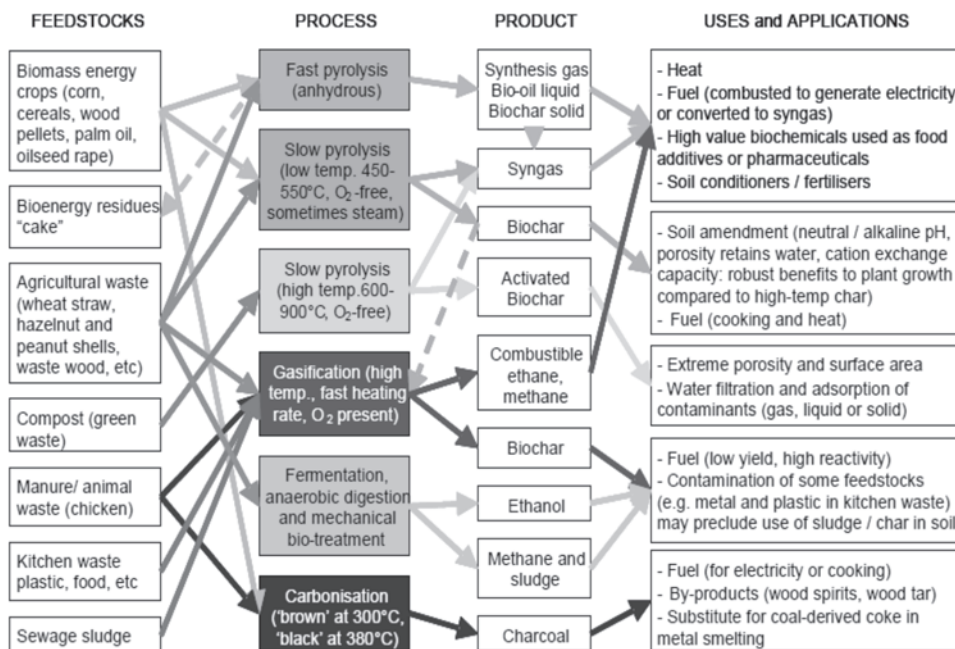 FEEDSTOCKS
Biomass energy
crops (corn,
cereals, wood
pellets, palm oil,
oilseed rape)
Bioenergy residues
“cake”
Agricultural waste
(wheat straw,
hazelnut and
peanut shells,
waste wood, etc)
Compost (green
waste)
Manure/ animal
waste (chicken)
Kitchen waste
plastic, food, etc
Sewage sludge
PROCESS
Fast pyrolysis
(anhydrous)
Slow pyrolysis
(low temp. 450-
550°C, O₂-free,
sometimes steam)
Slow pyrolysis
(high temp.600-
900°C, O₂-free)
Gasification (high
temp., fast heating
rate, O₂ present)
Fermentation,
anaerobic digestion
and mechanical
bio-treatment
Carbonisation
(‘brown’ at 300°C,
‘black’ at 380°C)
PRODUCT
Synthesis gas
Bio-oil liquid
Biochar solid
Syngas
Biochar
Activated
Biochar
Combustible
ethane,
methane
Biochar
Ethanol
Methane and
sludge
Charcoal
USES and APPLICATIONS
- Heat
- Fuel (combusted to generate electricity
or converted to syngas)
- High value biochemicals used as food
additives or pharmaceuticals
- Soil conditioners / fertilisers
- Soil amendment (neutral / alkaline pH,
porosity retains water, cation exchange
capacity: robust benefits to plant growth
compared to high-temp char)
- Fuel (cooking and heat)
- Extreme porosity and surface area
- Water filtration and adsorption of
contaminants (gas, liquid or solid)
- Fuel (low yield, high reactivity)
- Contamination of some feedstocks
(e.g. metal and plastic in kitchen waste)
may preclude use of sludge / char in soil
- Fuel (for electricity or cooking)
- By-products (wood spirits, wood tar)
- Substitute for coal-derived coke in
metal smelting